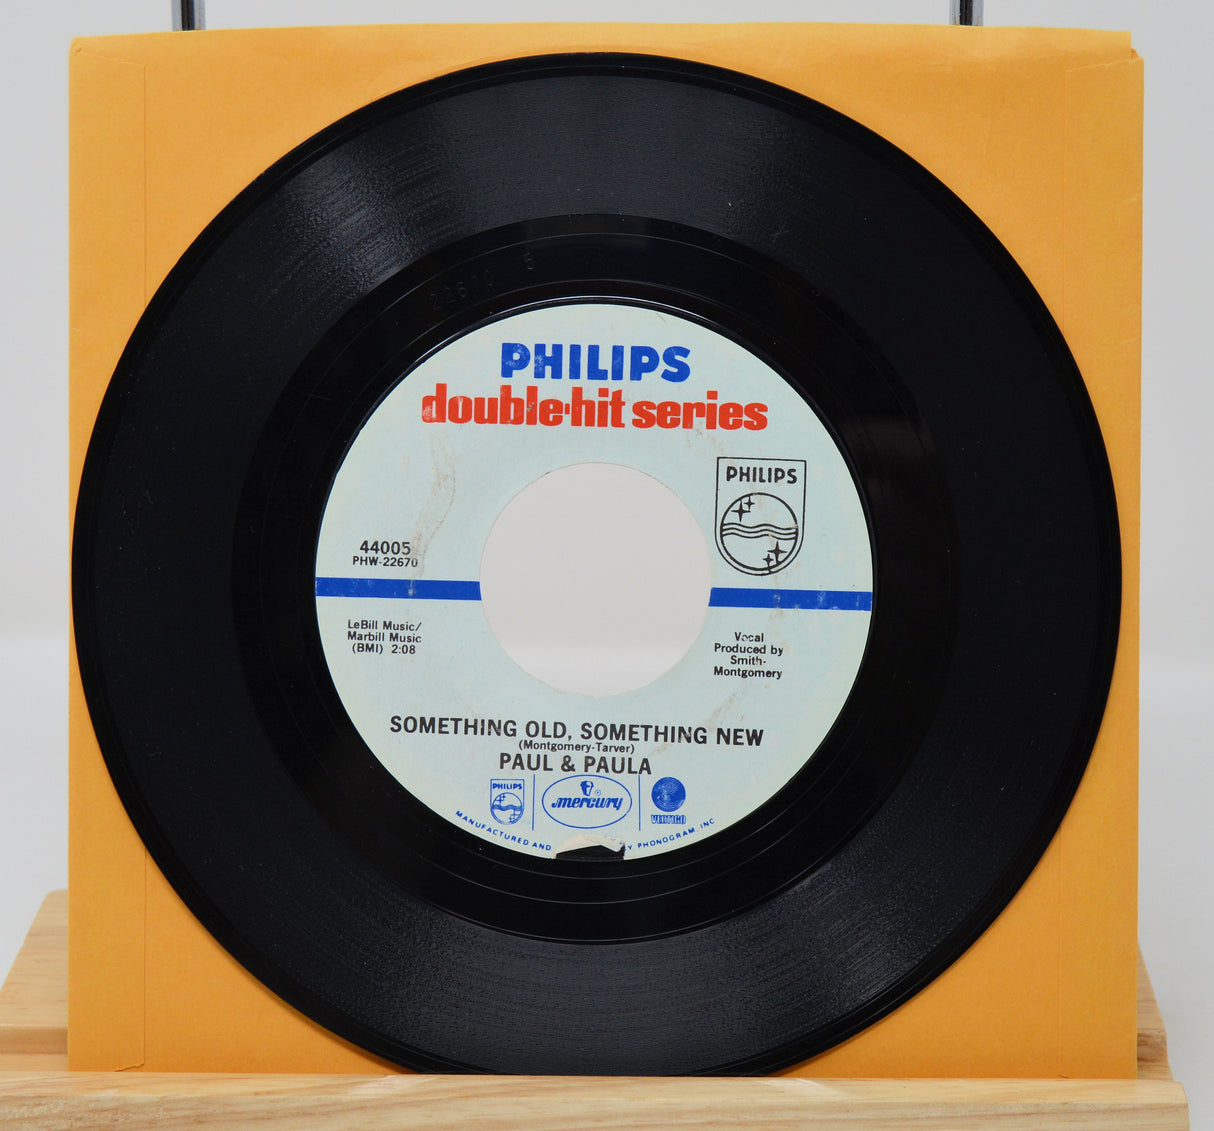 22670
PHILIPS
double-hit series
PHILIPS
44005
PHW-22670
LeBill Music/
Marbill Music
(BMI) 2:08
Vocal
Produced by
Smith-
Montgomery
SOMETHING OLD, SOMETHING NEW
(Montgomery-Tarver)
PAUL & PAULA
PHILIPS
mercury
VERTIGO
MANUFACTURED AND PHONOGRAM, INC